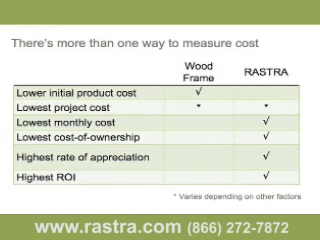 There's more than one way to measure cost
Wood Frame RASTRA
Lower initial product cost √
Lowest project cost * *
Lowest monthly cost √
Lowest cost-of-ownership √
Highest rate of appreciation √
Highest ROI √
* Varies depending on other factors
www.rastra.com (866) 272-7872